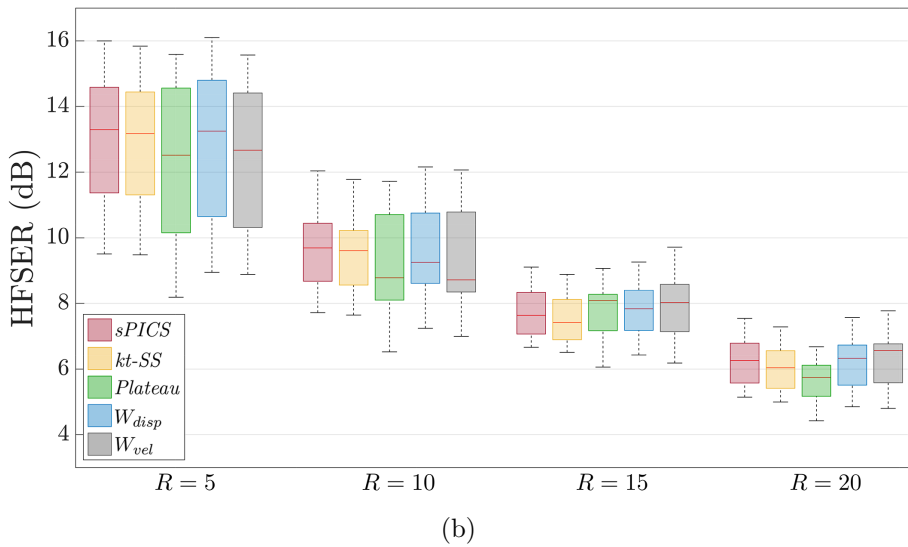 HFSER (dB)
16
14
12
10
8
6
4
sPICS
kt-SS
Plateau
W_disp
W_vel
R = 5 R = 10 R = 15 R = 20
(b)